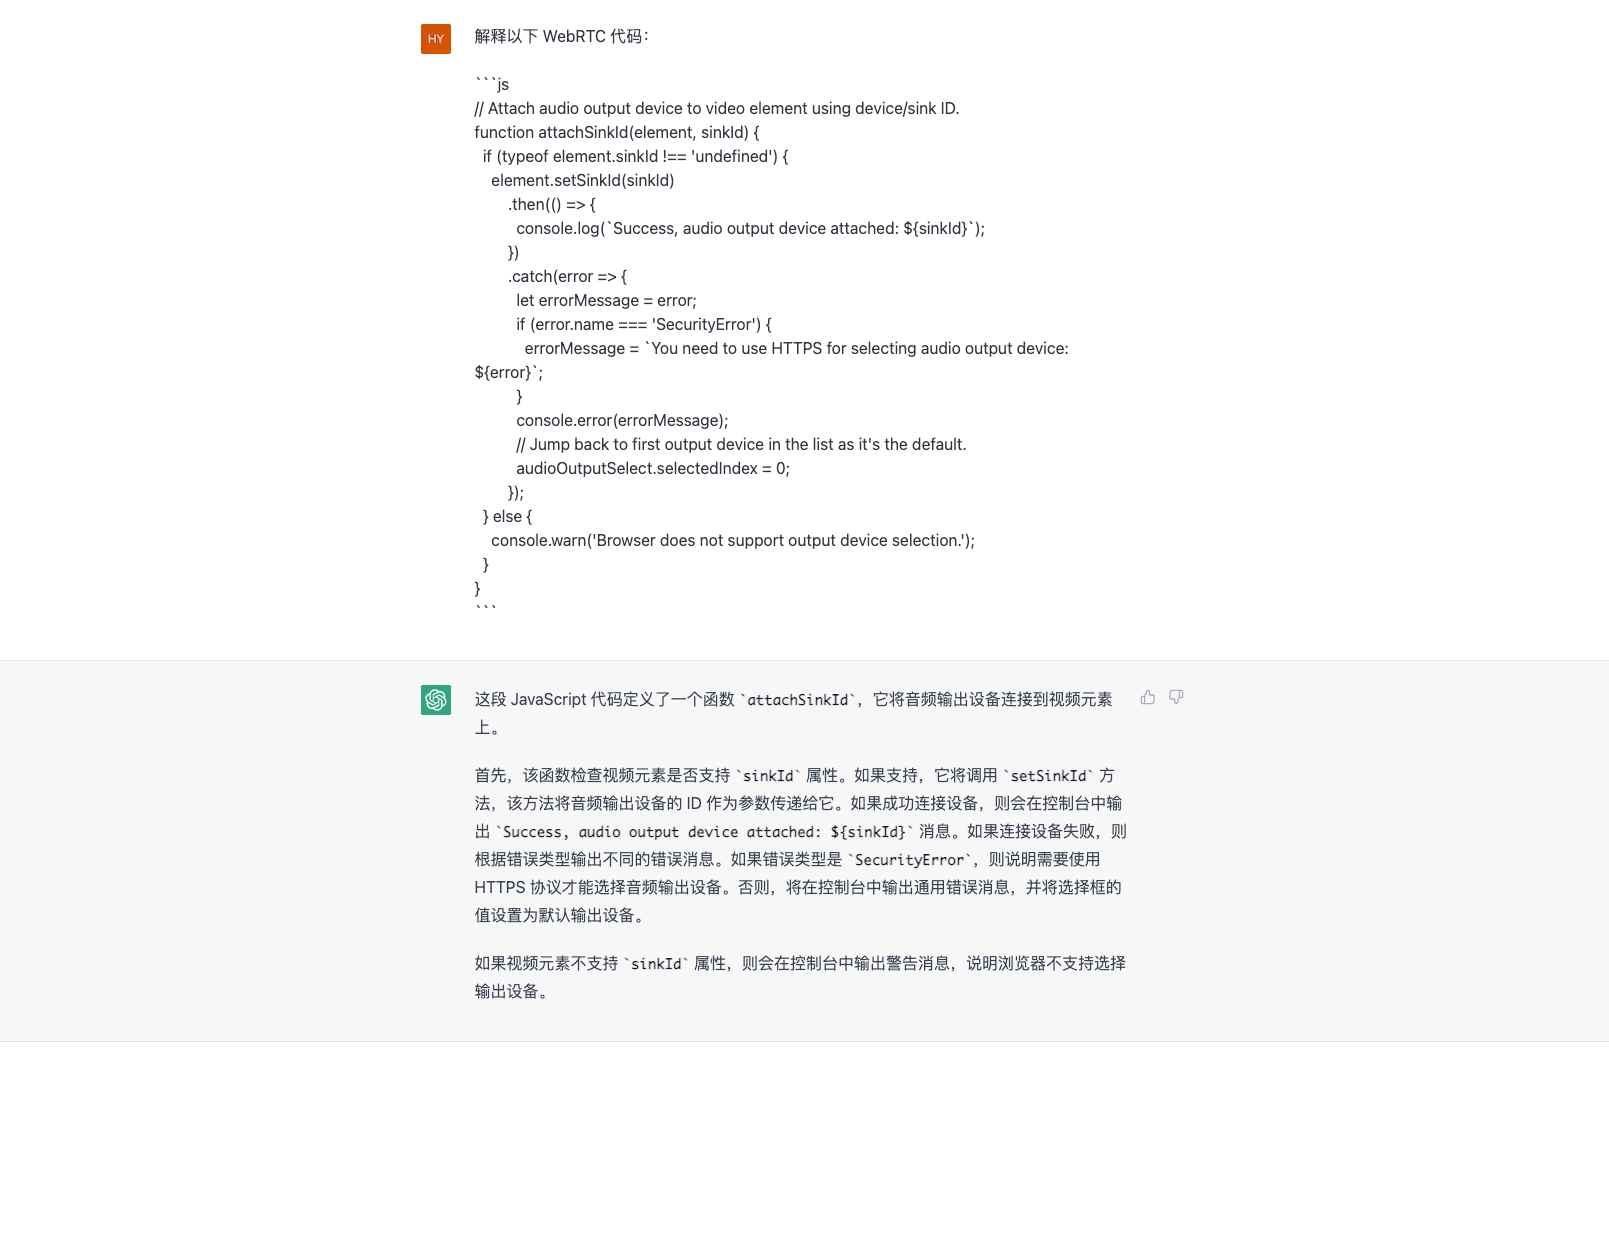 HY
解释以下 WebRTC 代码：
```js
// Attach audio output device to video element using device/sink ID.
function attachSinkId(element, sinkId) {
  if (typeof element.sinkId !== 'undefined') {
    element.setSinkId(sinkId)
        .then(() => {
          console.log(`Success, audio output device attached: ${sinkId}`);
        })
        .catch(error => {
          let errorMessage = error;
          if (error.name === 'SecurityError') {
            errorMessage = `You need to use HTTPS for selecting audio output device:
${error}`;
          }
          console.error(errorMessage);
          // Jump back to first output device in the list as it's the default.
          audioOutputSelect.selectedIndex = 0;
        });
  } else {
    console.warn('Browser does not support output device selection.');
  }
}
```
这段 JavaScript 代码定义了一个函数 `attachSinkId`，它将音频输出设备连接到视频元素
上。
首先，该函数检查视频元素是否支持 `sinkId` 属性。如果支持，它将调用 `setSinkId` 方
法，该方法将音频输出设备的 ID 作为参数传递给它。如果成功连接设备，则会在控制台中输
出 `Success, audio output device attached: ${sinkId}` 消息。如果连接设备失败，则
根据错误类型输出不同的错误消息。如果错误类型是 `SecurityError`，则说明需要使用
HTTPS 协议才能选择音频输出设备。否则，将在控制台中输出通用错误消息，并将选择框的
值设置为默认输出设备。
如果视频元素不支持 `sinkId` 属性，则会在控制台中输出警告消息，说明浏览器不支持选择
输出设备。